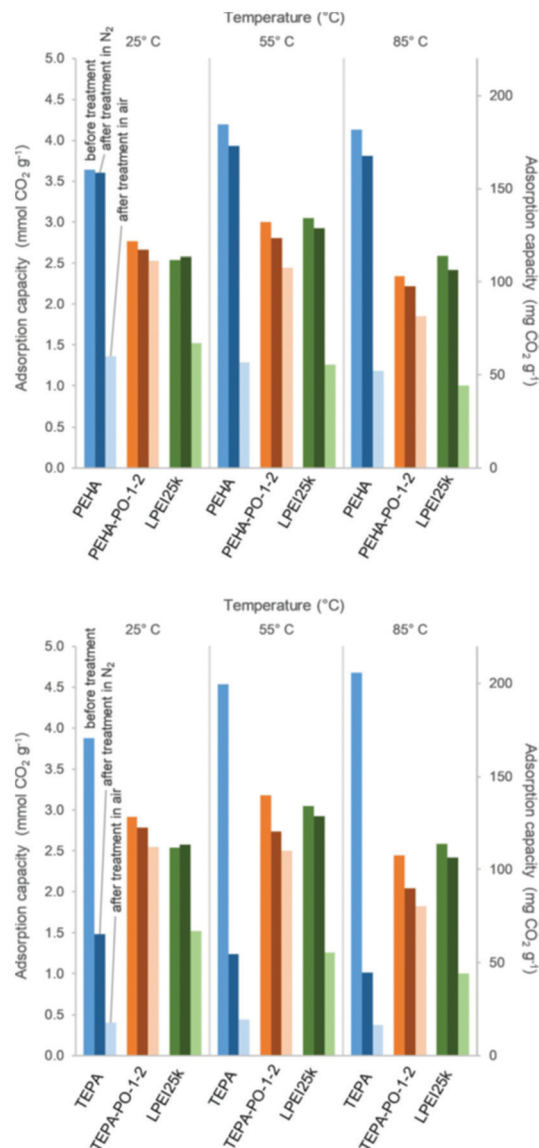 Temperature (°C)
25° C 55° C 85° C
Adsorption capacity (mmol CO₂ g⁻¹)
5.0
4.5
4.0
3.5
3.0
2.5
2.0
1.5
1.0
0.5
0.0
before treatment
after treatment in N₂
after treatment in air
200
150
100
50
0
Adsorption capacity (mg CO₂ g⁻¹)
PEHA
PEHA-PO-1-2
LPEI25k
PEHA
PEHA-PO-1-2
LPEI25k
PEHA
PEHA-PO-1-2
LPEI25k
Temperature (°C)
25° C 55° C 85° C
Adsorption capacity (mmol CO₂ g⁻¹)
5.0
4.5
4.0
3.5
3.0
2.5
2.0
1.5
1.0
0.5
0.0
before treatment
after treatment in N₂
after treatment in air
200
150
100
50
0
Adsorption capacity (mg CO₂ g⁻¹)
TEPA
TEPA-PO-1-2
LPEI25k
TEPA
TEPA-PO-1-2
LPEI25k
TEPA
TEPA-PO-1-2
LPEI25k